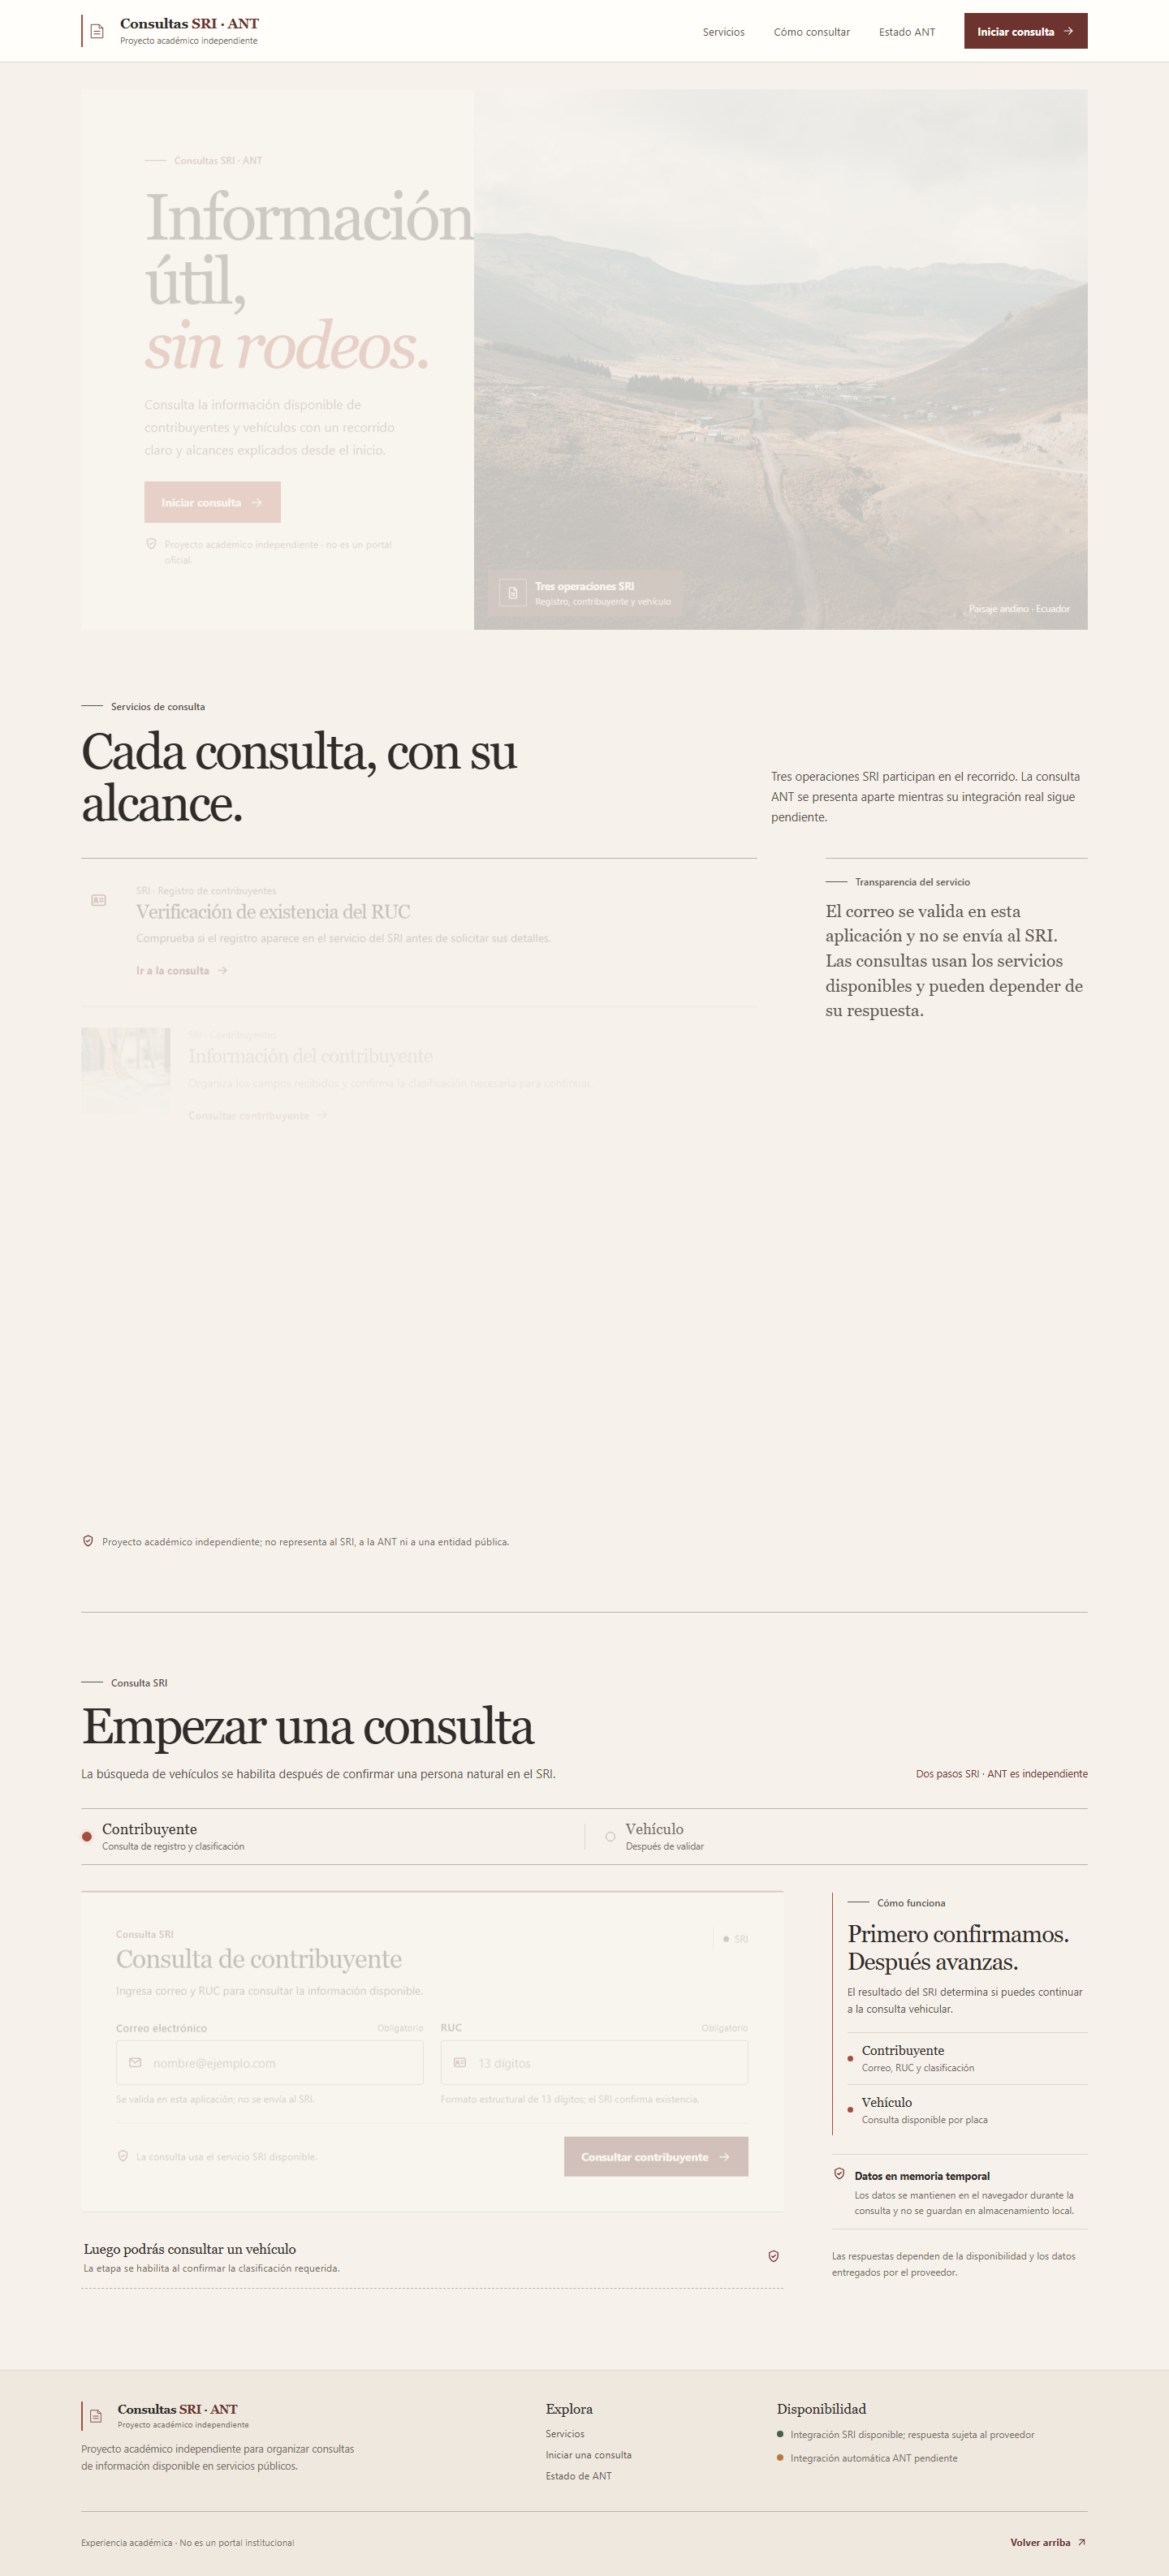 Consultas SRI · ANT
Proyecto académico independiente
Servicios
Cómo consultar
Estado ANT
Iniciar consulta
Consultas SRI · ANT
Información
útil,
sin rodeos.
Consulta la información disponible de
contribuyentes y vehículos con un recorrido
claro y alcances explicados desde el inicio.
Iniciar consulta
Proyecto académico independiente · no es un portal
oficial.
Tres operaciones SRI
Registro, contribuyente y vehículo
Paisaje andino · Ecuador
Servicios de consulta
Cada consulta, con su
alcance.
Tres operaciones SRI participan en el recorrido. La consulta
ANT se presenta aparte mientras su integración real sigue
pendiente.
SRI · Registro de contribuyentes
Verificación de existencia del RUC
Comprueba si el registro aparece en el servicio del SRI antes de solicitar sus detalles.
Ir a la consulta
Transparencia del servicio
El correo se valida en esta
aplicación y no se envía al SRI.
Las consultas usan los servicios
disponibles y pueden depender de
su respuesta.
SRI · Contribuyentes
Información del contribuyente
Organiza los campos recibidos y confirma la clasificación necesaria para continuar.
Consultar contribuyente
Proyecto académico independiente; no representa al SRI, a la ANT ni a una entidad pública.
Consulta SRI
Empezar una consulta
La búsqueda de vehículos se habilita después de confirmar una persona natural en el SRI.
Dos pasos SRI · ANT es independiente
Contribuyente
Consulta de registro y clasificación
Vehículo
Después de validar
Consulta SRI
Consulta de contribuyente
SRI
Ingresa correo y RUC para consultar la información disponible.
Correo electrónico
Obligatorio
RUC
Obligatorio
nombre@ejemplo.com
13 dígitos
Se valida en esta aplicación; no se envía al SRI.
Formato estructural de 13 dígitos; el SRI confirma existencia.
La consulta usa el servicio SRI disponible.
Consultar contribuyente
Luego podrás consultar un vehículo
La etapa se habilita al confirmar la clasificación requerida.
Cómo funciona
Primero confirmamos.
Después avanzas.
El resultado del SRI determina si puedes continuar
a la consulta vehicular.
Contribuyente
Correo, RUC y clasificación
Vehículo
Consulta disponible por placa
Datos en memoria temporal
Los datos se mantienen en el navegador durante la
consulta y no se guardan en almacenamiento local.
Las respuestas dependen de la disponibilidad y los datos
entregados por el proveedor.
Consultas SRI · ANT
Proyecto académico independiente
Proyecto académico independiente para organizar consultas
de información disponible en servicios públicos.
Explora
Servicios
Iniciar una consulta
Estado de ANT
Disponibilidad
Integración SRI disponible; respuesta sujeta al proveedor
Integración automática ANT pendiente
Experiencia académica · No es un portal institucional
Volver arriba